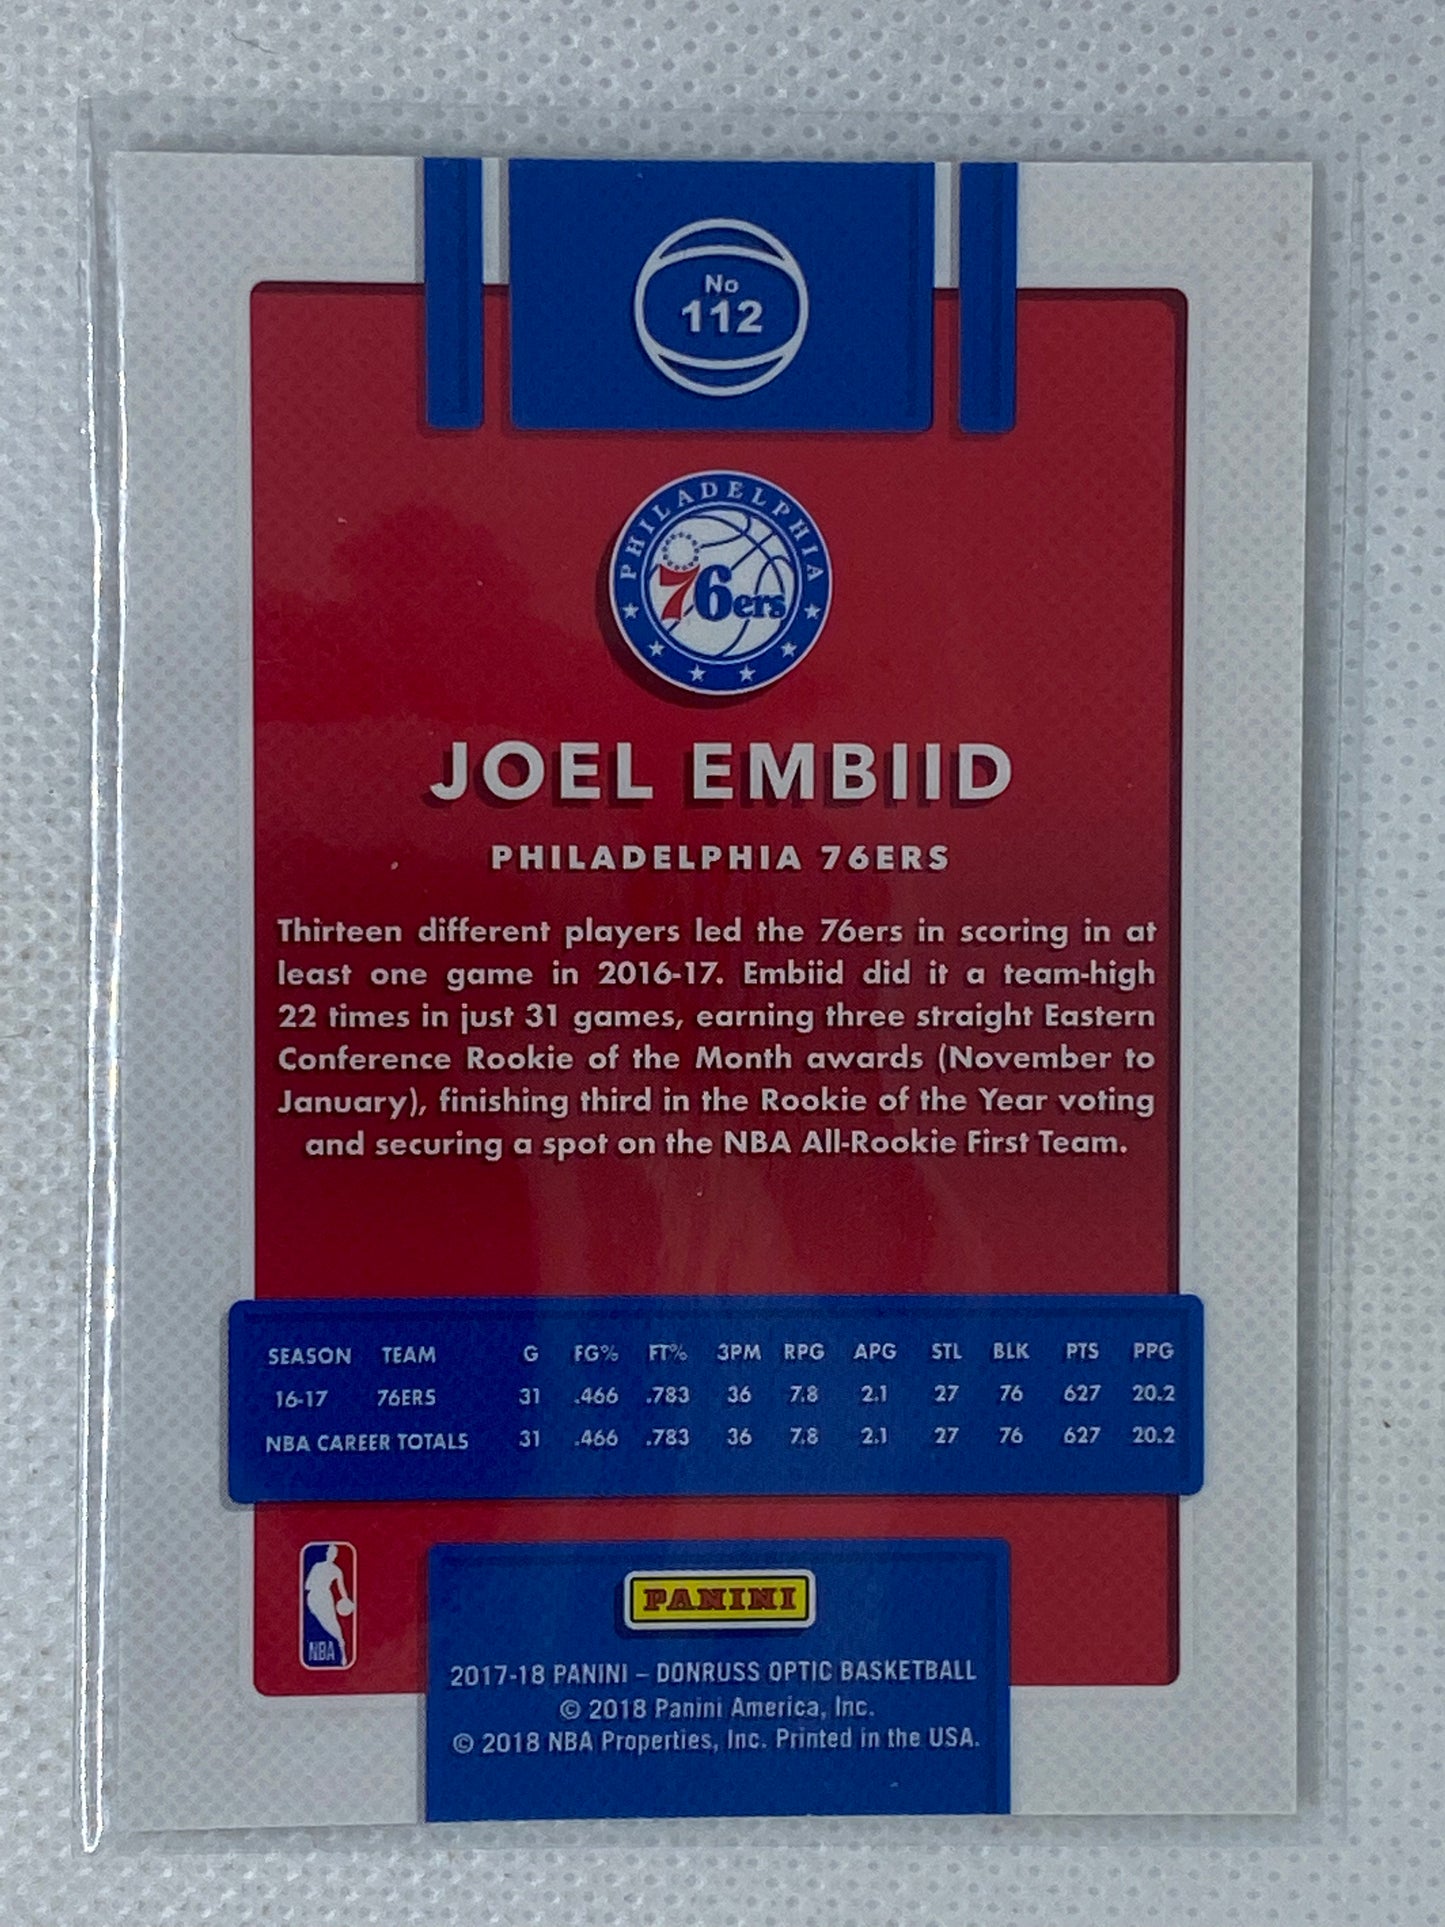 No
112
PHILADELPHIA
76ers
JOEL EMBIID
PHILADELPHIA 76ERS
Thirteen different players led the 76ers in scoring in at
least one game in 2016-17. Embiid did it a team-high
22 times in just 31 games, earning three straight Eastern
Conference Rookie of the Month awards (November to
January), finishing third in the Rookie of the Year voting
and securing a spot on the NBA All-Rookie First Team.
SEASON TEAM G FG% FT% 3PM RPG APG STL BLK PTS PPG
16-17 76ERS 31 .466 .783 36 7.8 2.1 27 76 627 20.2
NBA CAREER TOTALS 31 .466 .783 36 7.8 2.1 27 76 627 20.2
NBA
PANINI
2017-18 PANINI – DONRUSS OPTIC BASKETBALL
© 2018 Panini America, Inc.
© 2018 NBA Properties, Inc. Printed in the USA.